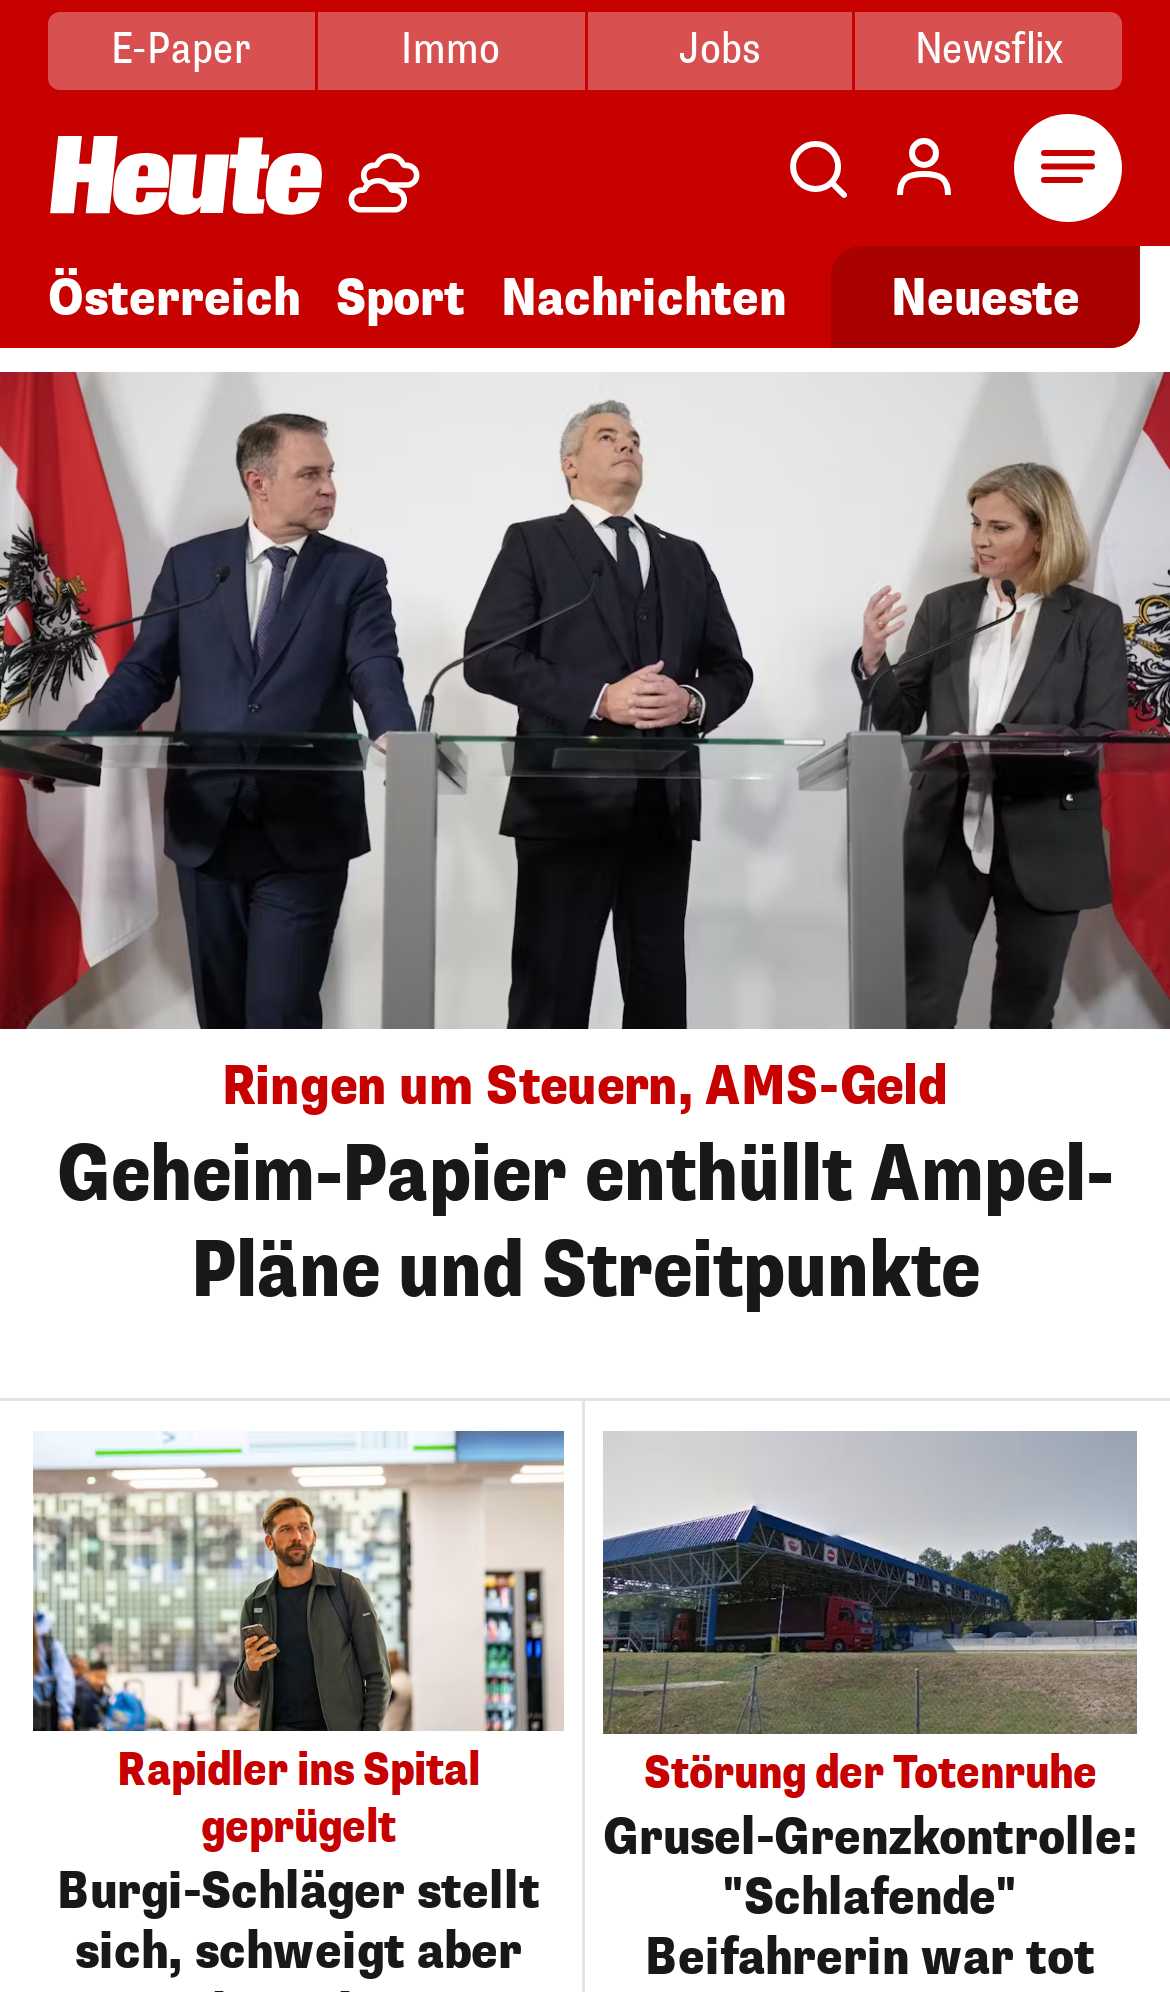 E-Paper Immo Jobs Newsflix
Heute
Österreich Sport Nachrichten Neueste
Ringen um Steuern, AMS-Geld
Geheim-Papier enthüllt Ampel-
Pläne und Streitpunkte
Rapidler ins Spital
geprügelt
Burgi-Schläger stellt
sich, schweigt aber
Störung der Totenruhe
Grusel-Grenzkontrolle:
"Schlafende"
Beifahrerin war tot